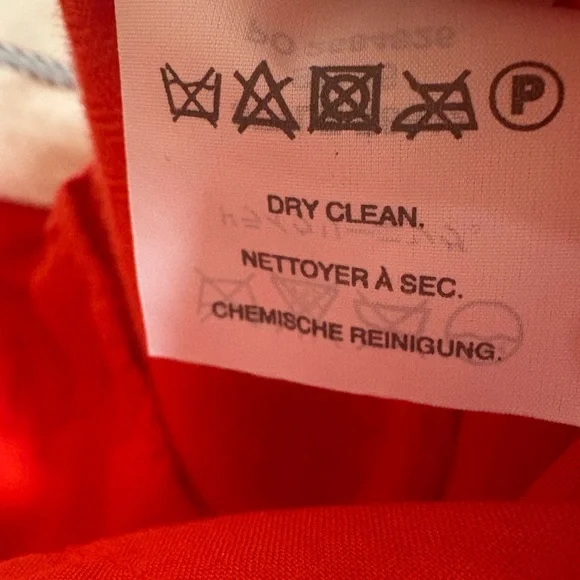 P
DRY CLEAN.
NETTOYER À SEC.
CHEMISCHE REINIGUNG.